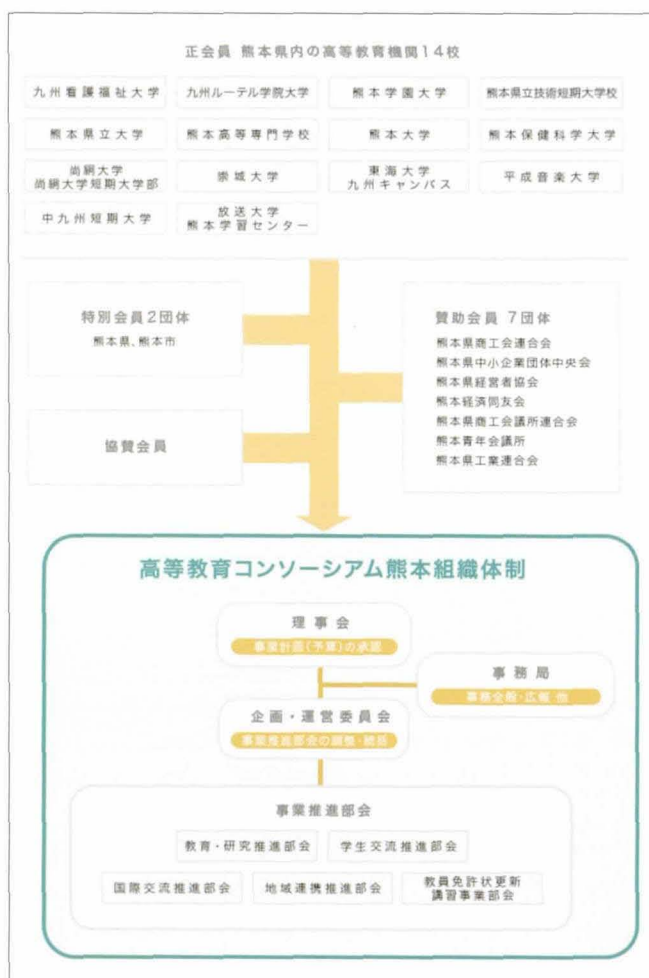 正会員 熊本県内の高等教育機関14校
九州看護福祉大学
九州ルーテル学院大学
熊本学園大学
熊本県立技術短期大学校
熊本県立大学
熊本高等専門学校
熊本大学
熊本保健科学大学
尚絅大学
尚絅大学短期大学部
崇城大学
東海大学
九州キャンパス
平成音楽大学
中九州短期大学
放送大学
熊本学習センター
特別会員2団体
熊本県、熊本市
協賛会員
賛助会員 7団体
熊本県商工会連合会
熊本県中小企業団体中央会
熊本県経営者協会
熊本経済同友会
熊本県商工会議所連合会
熊本青年会議所
熊本県工業連合会
高等教育コンソーシアム熊本組織体制
理事会
事業計画(予算)の承認
事務局
事務全般・広報 他
企画・運営委員会
事業推進部会の調整・統括
事業推進部会
教育・研究推進部会
学生交流推進部会
国際交流推進部会
地域連携推進部会
教員免許状更新
講習事業部会